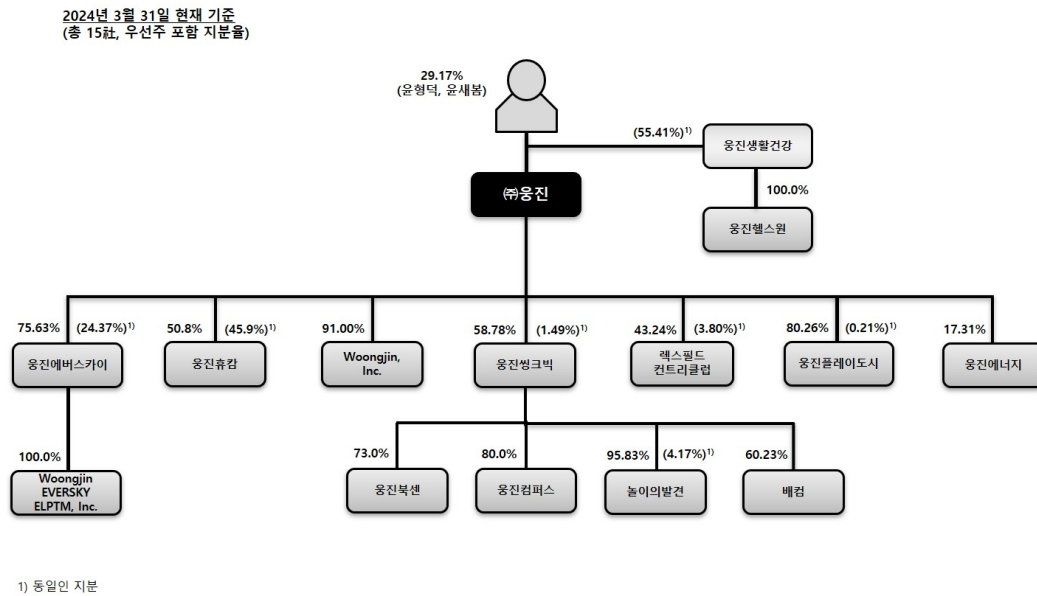 2024년 3월 31일 현재 기준
(총 15社, 우선주 포함 지분율)
29.17%
(윤형덕, 윤새봄)
(55.41%)1)
웅진생활건강
㈜웅진
100.0%
웅진헬스원
75.63% (24.37%)1)
50.8% (45.9%)1)
91.00%
58.78% (1.49%)1)
43.24% (3.80%)1)
80.26% (0.21%)1)
17.31%
웅진에버스카이
웅진휴캄
Woongjin,
Inc.
웅진씽크빅
렉스필드
컨트리클럽
웅진플레이도시
웅진에너지
100.0%
73.0%
80.0%
95.83% (4.17%)1)
60.23%
Woongjin
EVERSKY
ELPTM, Inc.
웅진북센
웅진컴퍼스
놀이의발견
배컴
1) 동일인 지분